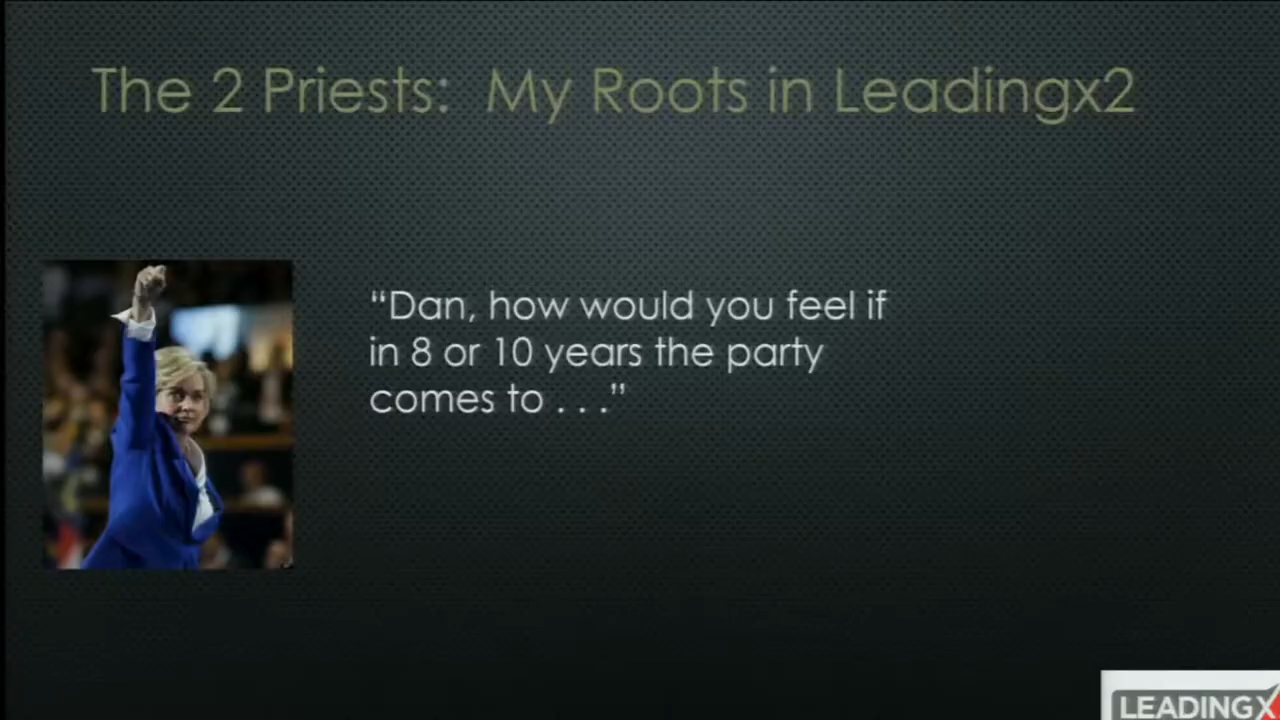 The 2 Priests: My Roots in Leadingx2
“Dan, how would you feel if
in 8 or 10 years the party
comes to . . .”
LEADINGX